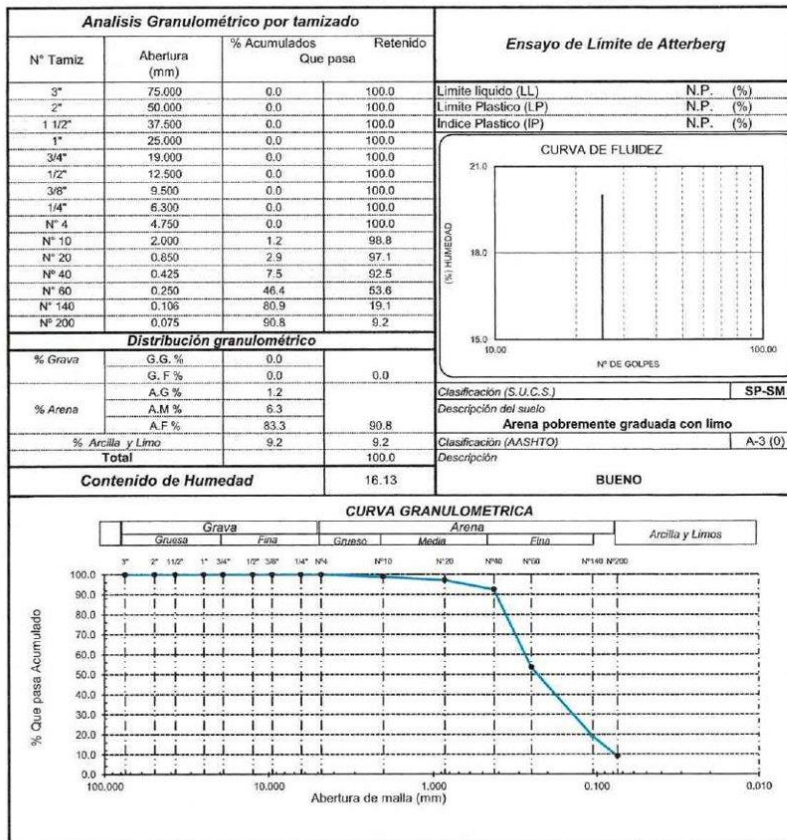 Analisis Granulométrico por tamizado
N° Tamiz Abertura (mm) % Acumulados Retenido Que pasa
3" 75.000 0.0 100.0
2" 50.000 0.0 100.0
1 1/2" 37.500 0.0 100.0
1" 25.000 0.0 100.0
3/4" 19.000 0.0 100.0
1/2" 12.500 0.0 100.0
3/8" 9.500 0.0 100.0
1/4" 6.300 0.0 100.0
N° 4 4.750 0.0 100.0
N° 10 2.000 1.2 98.8
N° 20 0.850 2.9 97.1
N° 40 0.425 7.5 92.5
N° 60 0.250 46.4 53.6
N° 140 0.106 80.9 19.1
Nº 200 0.075 90.8 9.2
Distribución granulométrico
% Grava G.G. % 0.0
G. F % 0.0 0.0
% Arena A.G % 1.2
A.M % 6.3
A.F % 83.3 90.8
% Arcilla y Limo 9.2 9.2
Total 100.0
Contenido de Humedad 16.13
Ensayo de Límite de Atterberg
Limite liquido (LL) N.P. (%)
Limite Plastico (LP) N.P. (%)
Indice Plastico (IP) N.P. (%)
CURVA DE FLUIDEZ
21.0
18.0
15.0
(%) HUMEDAD
10.00 100.00
Nº DE GOLPES
Clasificación (S.U.C.S.) SP-SM
Descripción del suelo
Arena pobremente graduada con limo
Clasificación (AASHTO) A-3 (0)
Descripción
BUENO
CURVA GRANULOMETRICA
Grava Arena Arcilla y Limos
Gruesa Fina Grueso Media Fina
3" 2" 11/2" 1" 3/4" 1/2" 3/8" 1/4" Nº4 Nº10 Nº20 Nº40 Nº60 Nº140 Nº200
100.0
90.0
80.0
70.0
60.0
50.0
40.0
30.0
20.0
10.0
0.0
% Que pasa Acumulado
100.000 10.000 1.000 0.100 0.010
Abertura de malla (mm)